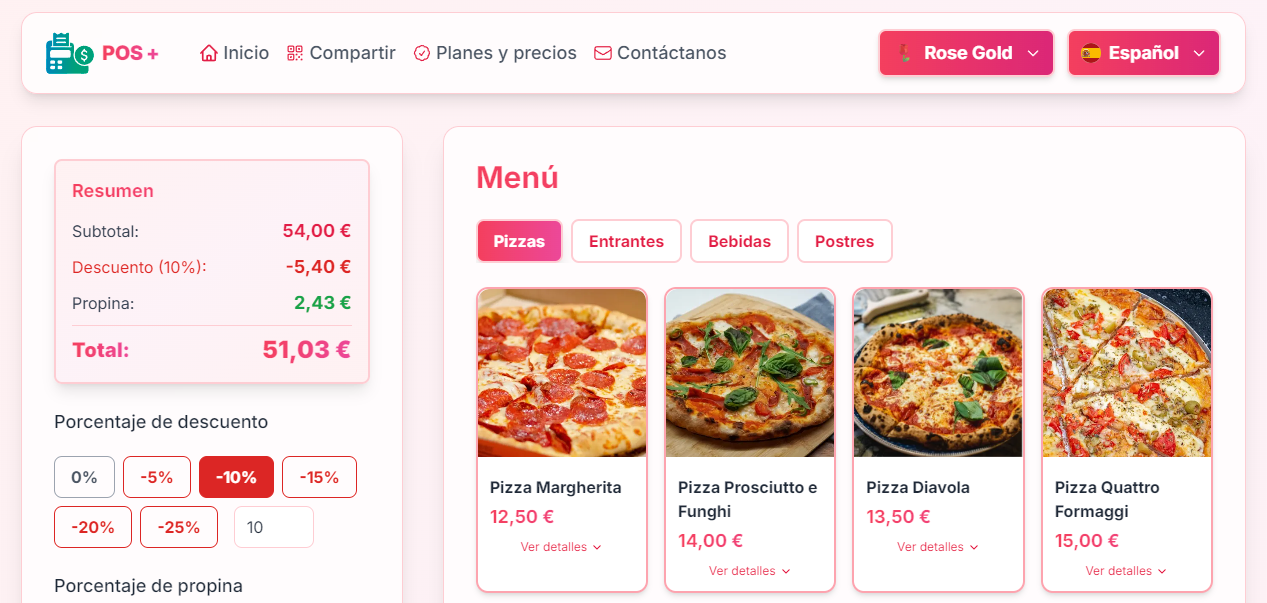 POS +
Inicio
Compartir
Planes y precios
Contáctanos
Rose Gold
Español
Resumen
Subtotal: 54,00 €
Descuento (10%): -5,40 €
Propina: 2,43 €
Total: 51,03 €
Porcentaje de descuento
0% -5% -10% -15%
-20% -25% 10
Porcentaje de propina
Menú
Pizzas Entrantes Bebidas Postres
Pizza Margherita
12,50 €
Ver detalles
Pizza Prosciutto e
Funghi
14,00 €
Ver detalles
Pizza Diavola
13,50 €
Ver detalles
Pizza Quattro
Formaggi
15,00 €
Ver detalles